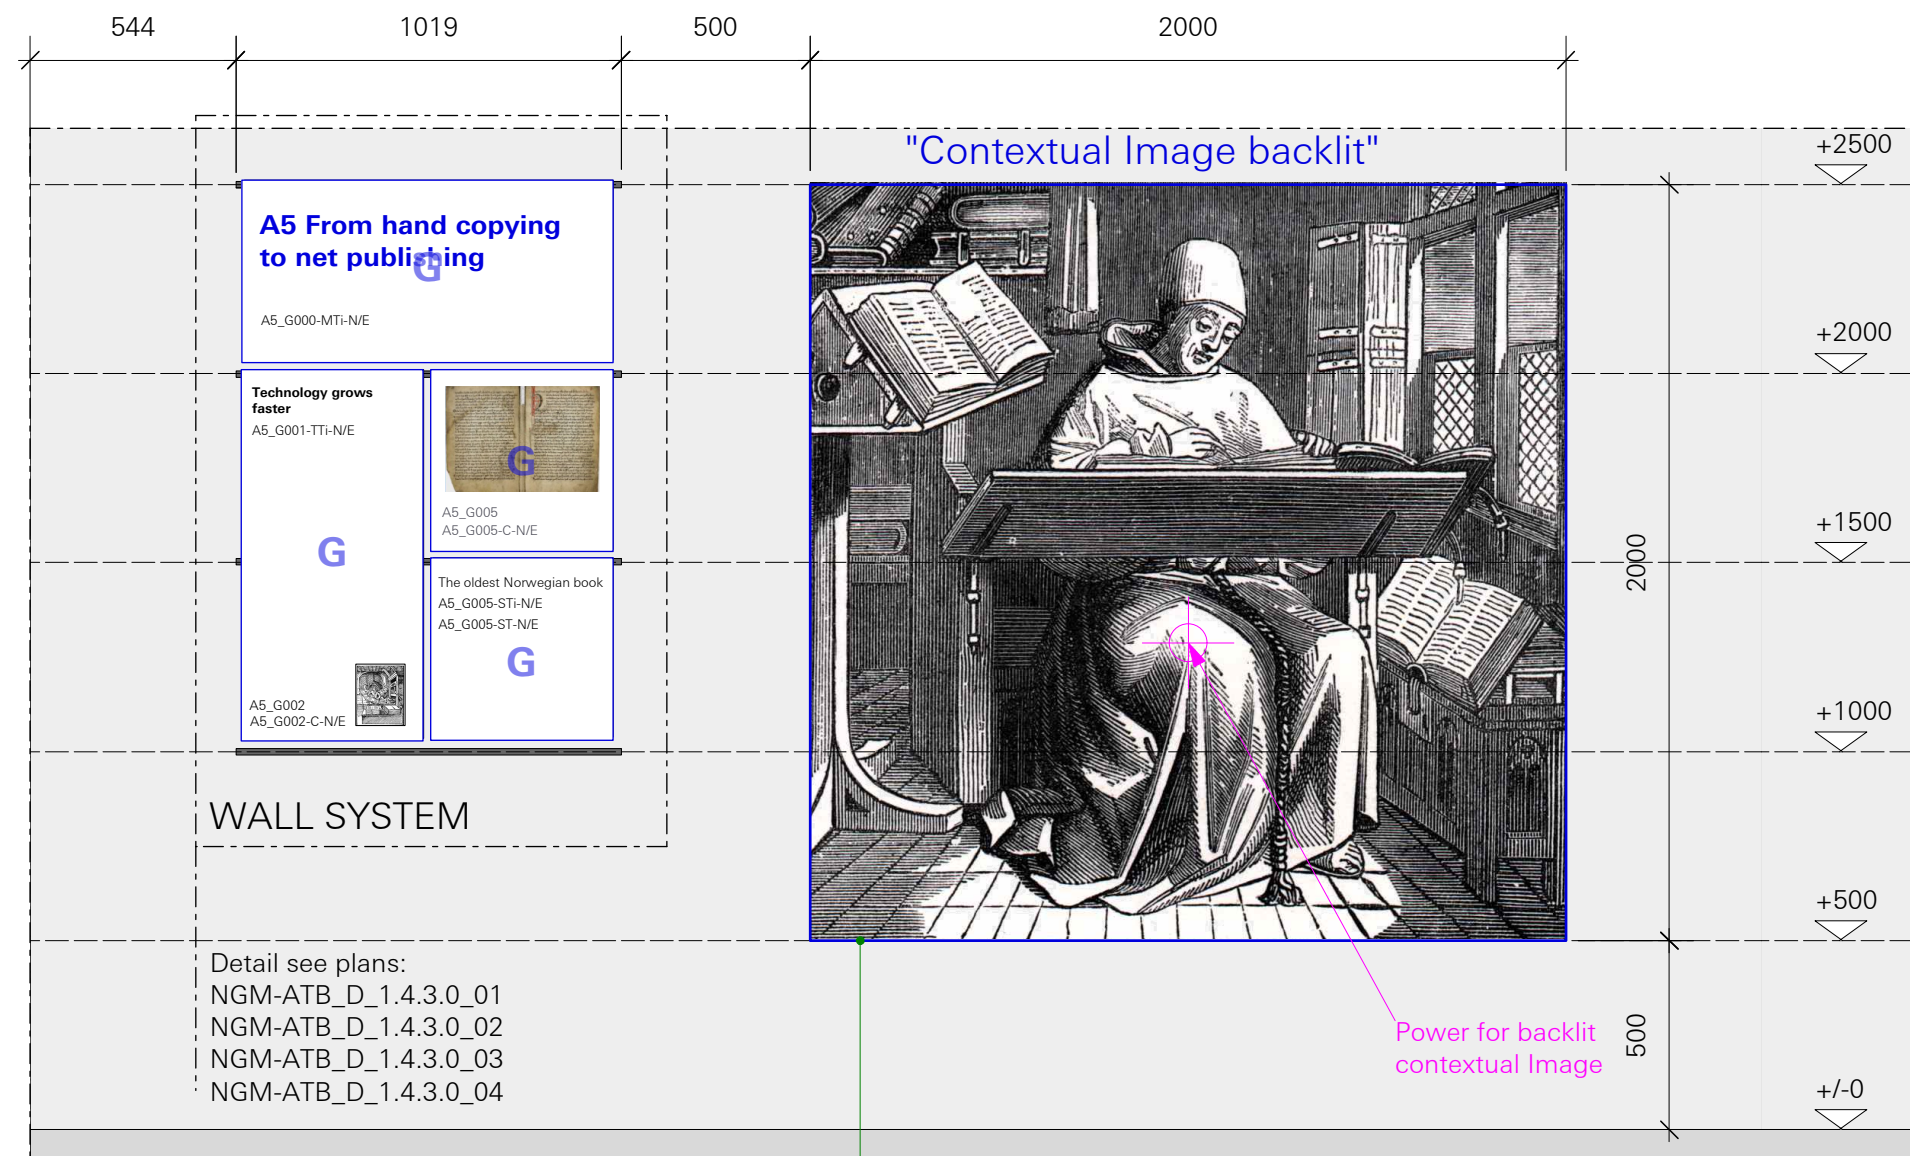 544
1019
500
2000
"Contextual Image backlit"
+2500
A5 From hand copying
to net publishing
G
A5_G000-MTi-N/E
+2000
Technology grows
faster
A5_G001-TTi-N/E
G
G
A5_G005
A5_G005-C-N/E
+1500
2000
The oldest Norwegian book
A5_G005-STi-N/E
A5_G005-ST-N/E
G
A5_G002
A5_G002-C-N/E
+1000
WALL SYSTEM
+500
Detail see plans:
NGM-ATB_D_1.4.3.0_01
NGM-ATB_D_1.4.3.0_02
NGM-ATB_D_1.4.3.0_03
NGM-ATB_D_1.4.3.0_04
Power for backlit
contextual Image
500
+/-0